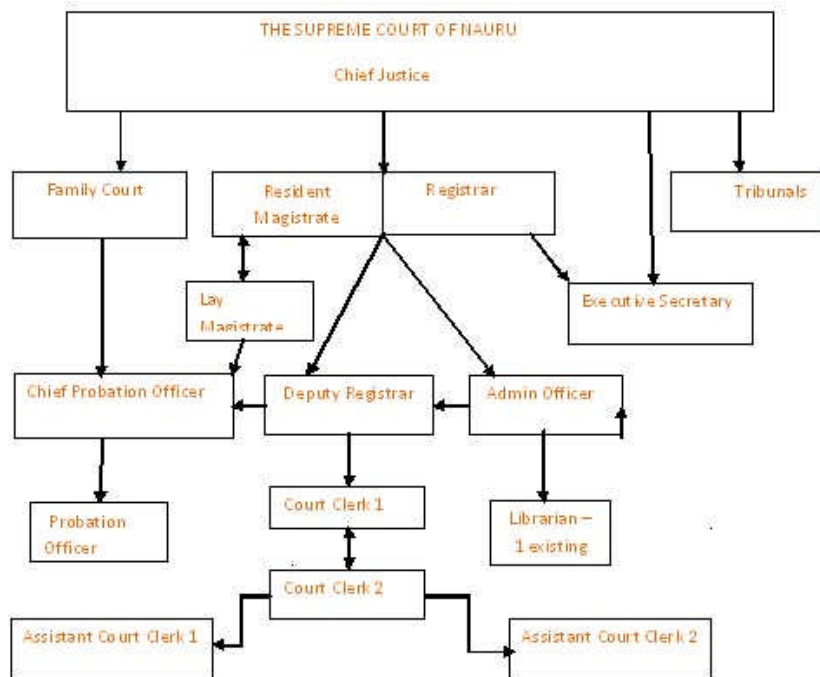 THE SUPREME COURT OF NAURU
Chief Justice
Family Court
Resident
Magistrate
Registrar
Tribunals
Lay
Magistrate
Executive Secretary
Chief Probation Officer
Deputy Registrar
Admin Officer
Probation
Officer
Court Clerk 1
Librarian –
1 existing
Court Clerk 2
Assistant Court Clerk 1
Assistant Court Clerk 2